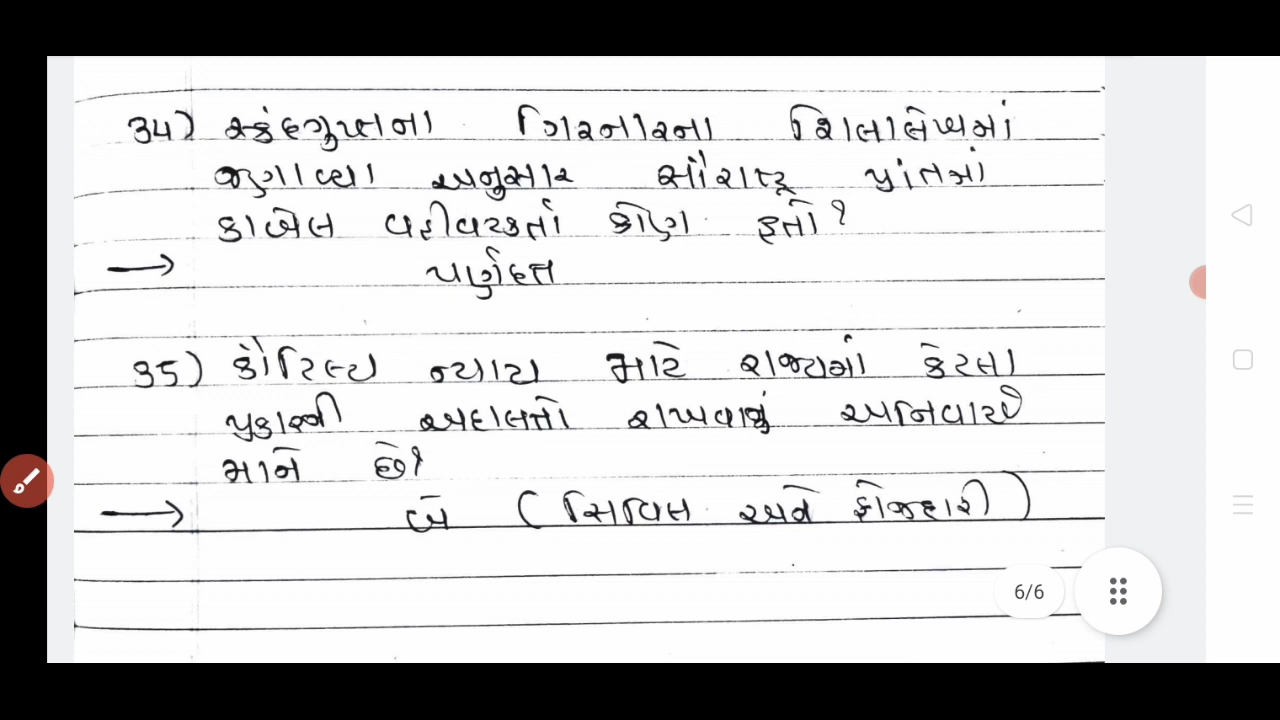 34) સ્કંદગુપ્તના ગિરનારના શિલાલેખમાં
જણાવ્યા અનુસાર સૌરાષ્ટ્ર પ્રાંતમાં
કાબેલ વહીવટકર્તા કોણ હતો?
→ પર્ણદત્ત
35) કૌટિલ્ય ન્યાય માટે રાજ્યમાં કેટલા
પ્રકારની અદાલતો રાખવાનું અનિવાર્ય
માને છે?
→ બે (સિવિલ અને ફોજદારી)
6/6